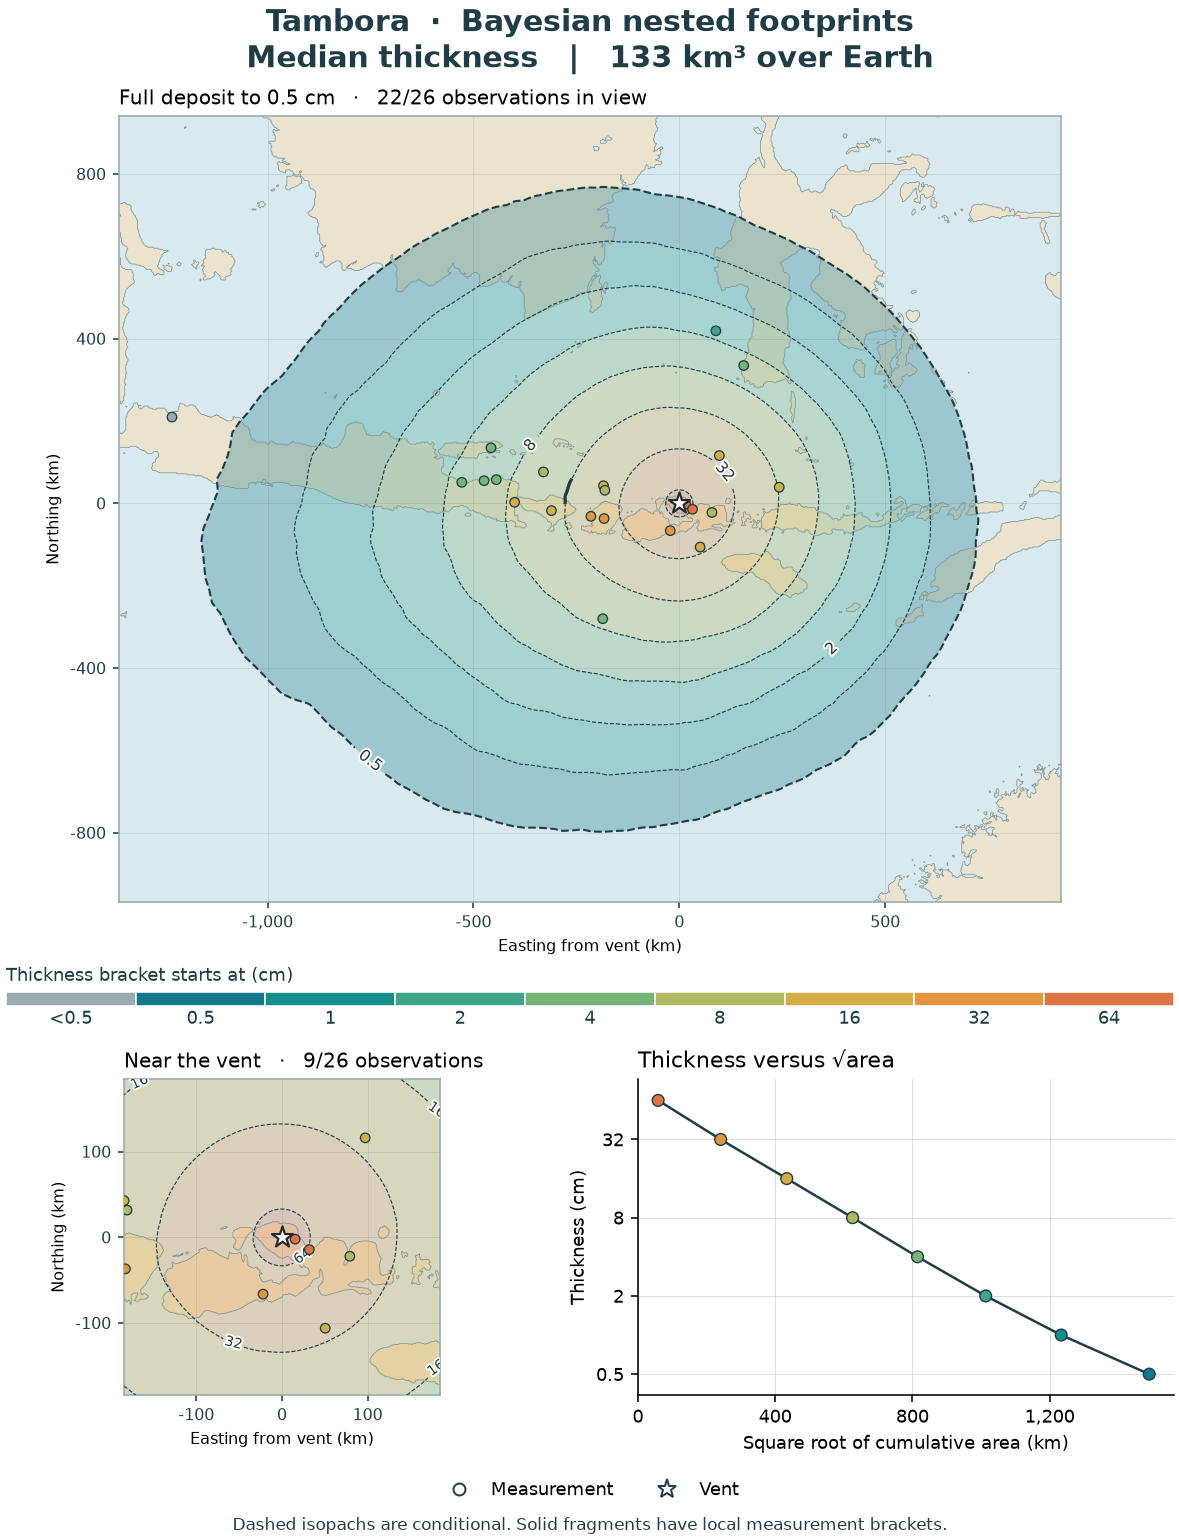 Tambora · Bayesian nested footprints
Median thickness | 133 km³ over Earth
Full deposit to 0.5 cm · 22/26 observations in view
800
400
0
-400
-800
Northing (km)
8
32
2
0.5
-1,000
-500
0
500
Easting from vent (km)
Thickness bracket starts at (cm)
<0.5
0.5
1
2
4
8
16
32
64
Near the vent · 9/26 observations
100
0
-100
Northing (km)
16
16
64
32
16
-100
0
100
Easting from vent (km)
Thickness versus √area
32
8
2
0.5
Thickness (cm)
0
400
800
1,200
Square root of cumulative area (km)
Measurement
Vent
Dashed isopachs are conditional. Solid fragments have local measurement brackets.